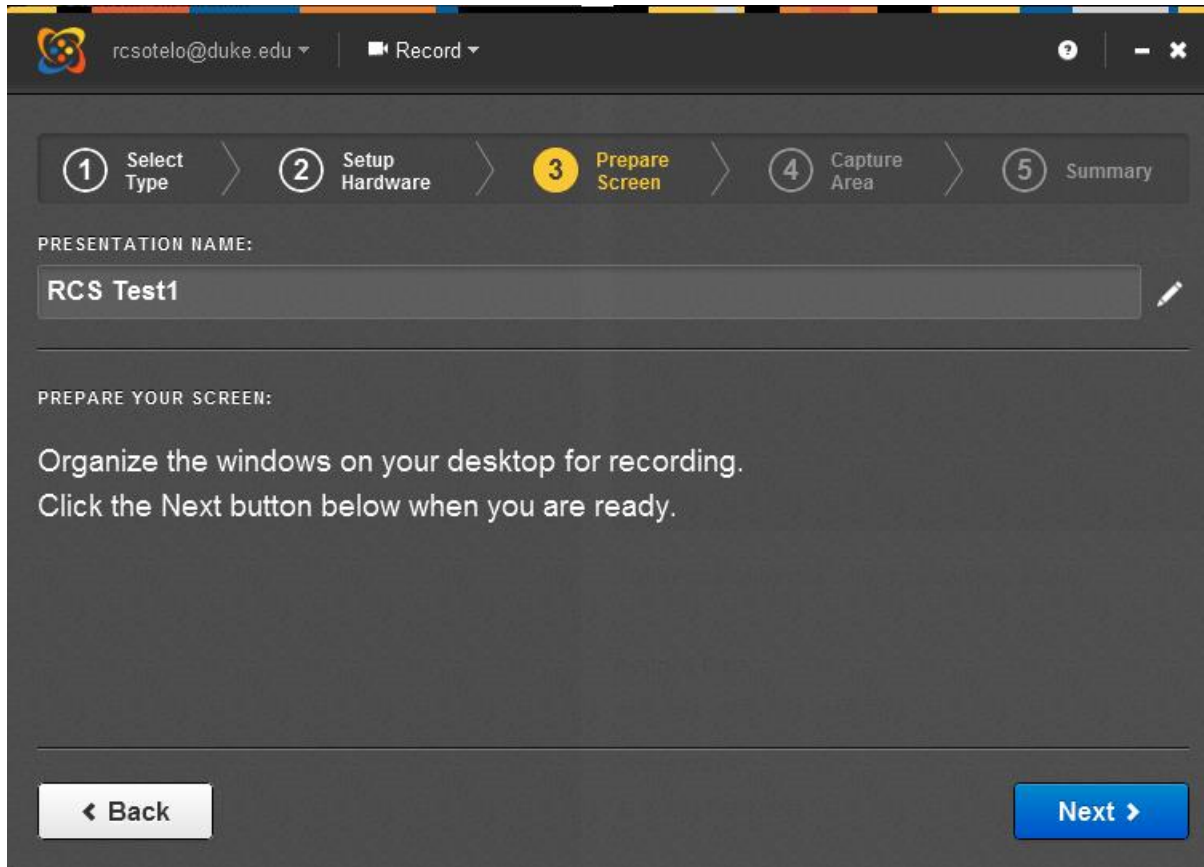 rcsotelo@duke.edu Record ?
1 Select Type 2 Setup Hardware 3 Prepare Screen 4 Capture Area 5 Summary
PRESENTATION NAME:
RCS Test1
PREPARE YOUR SCREEN:
Organize the windows on your desktop for recording.
Click the Next button below when you are ready.
Back Next